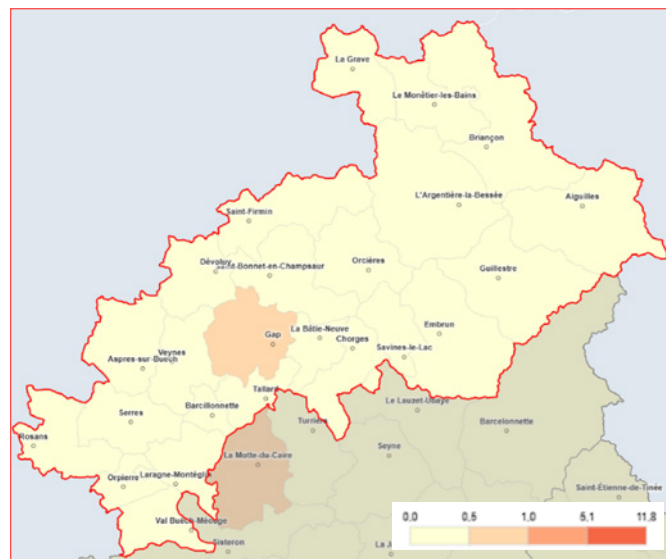 La Grave
Le Monêtier-les-Bains
Briançon
L'Argentière-la-Bessée
Aiguilles
Saint-Firmin
Dévoluy
Saint-Bonnet-en-Champsaur
Orcières
Guillestre
Gap
La Bâtie-Neuve
Chorges
Embrun
Savines-le-Lac
Veynes
Aspres-sur-Buëch
Tallard
Barcillonnette
Serres
Le Lauzet-Ubaye
Turriers
Barcelonnette
Rosans
Seyne
La Motte-du-Caire
Orpierre
Laragne-Montégli
Saint-Étienne-de-Tinée
Val Buëch-Méouge
Sisteron
La J
0,0 0,5 1,0 5,1 11,8